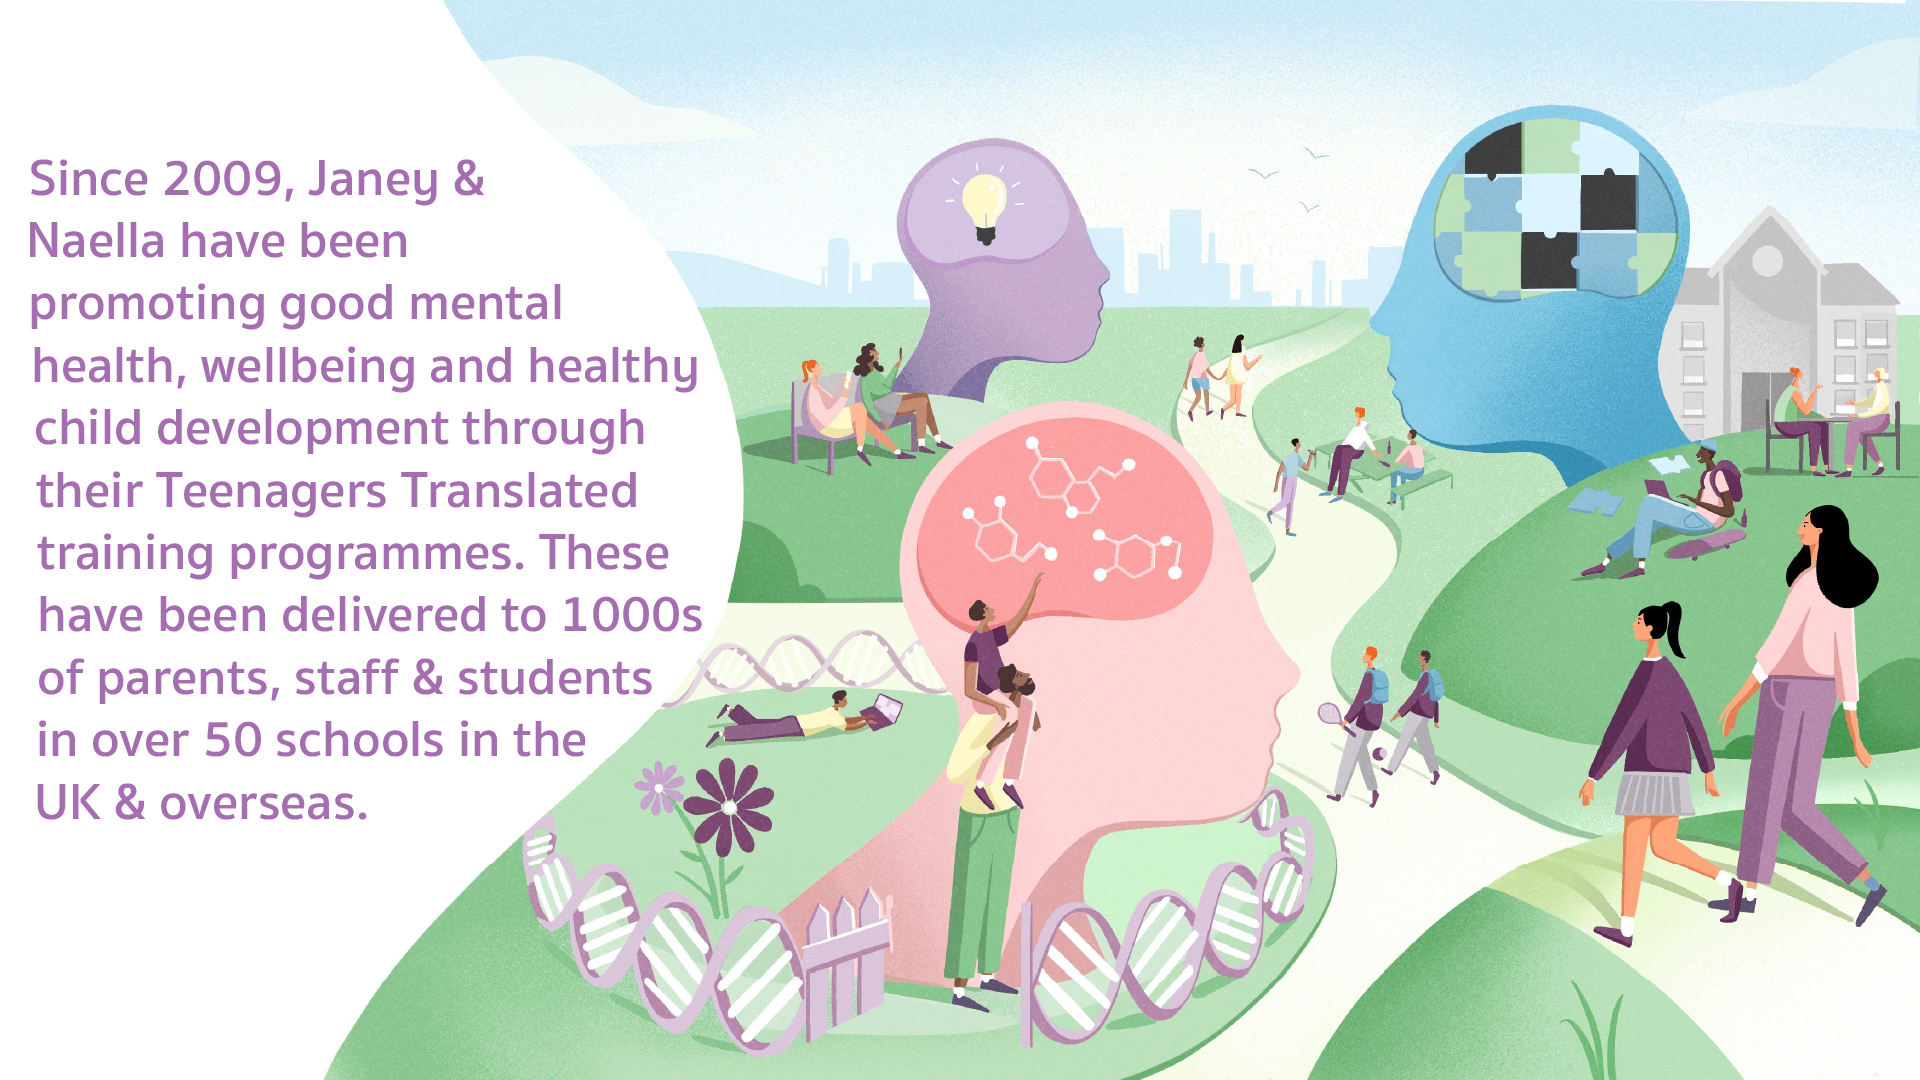 Since 2009, Janey &
Naella have been
promoting good mental
health, wellbeing and healthy
child development through
their Teenagers Translated
training programmes. These
have been delivered to 1000s
of parents, staff & students
in over 50 schools in the
UK & overseas.